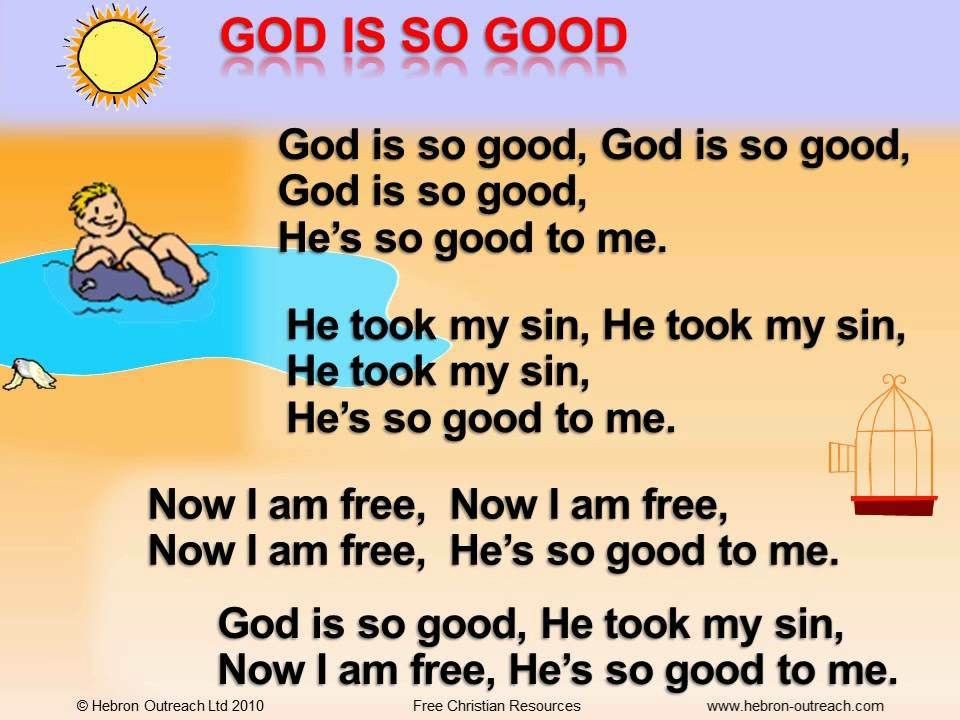 GOD IS SO GOOD
God is so good, God is so good,
God is so good,
He’s so good to me.
He took my sin, He took my sin,
He took my sin,
He’s so good to me.
Now I am free,  Now I am free,
Now I am free,  He’s so good to me.
God is so good, He took my sin,
Now I am free, He’s so good to me.
© Hebron Outreach Ltd 2010 Free Christian Resources www.hebron-outreach.com